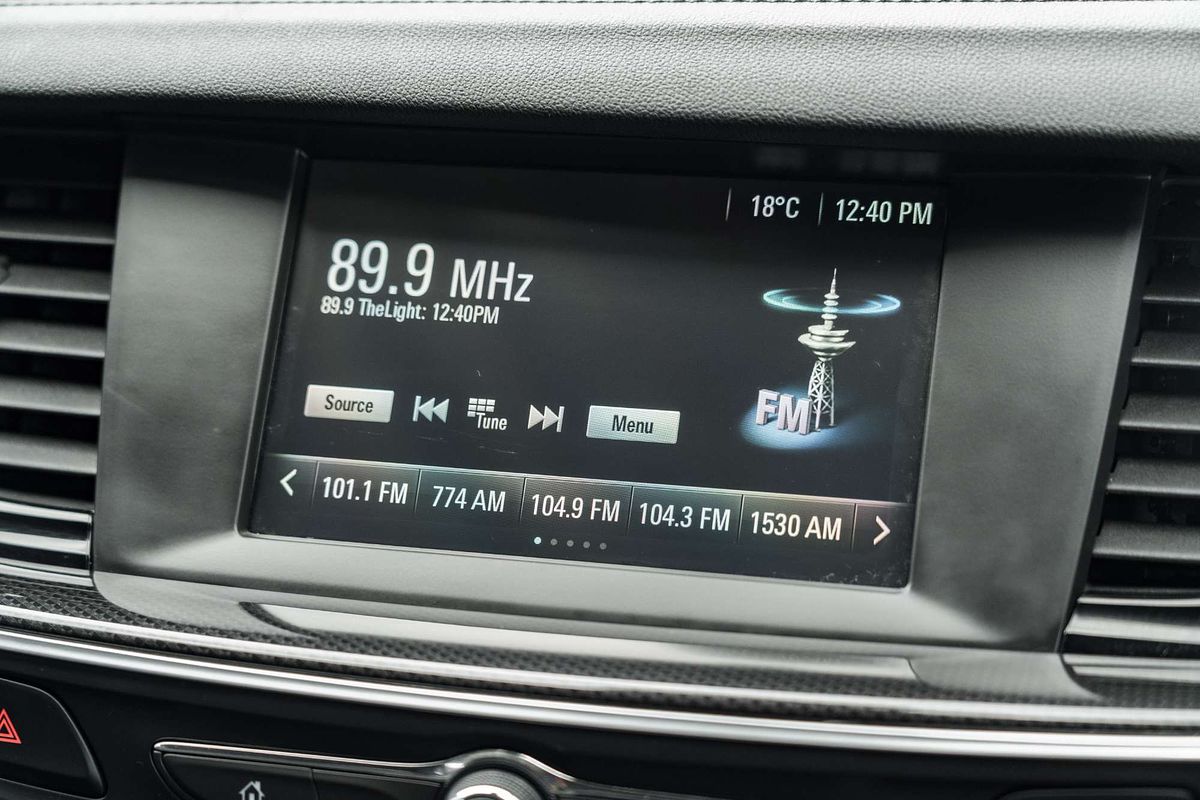 18°C 12:40 PM
89.9 MHz
89.9 TheLight: 12:40PM
FM
Source Tune Menu
101.1 FM 774 AM 104.9 FM 104.3 FM 1530 AM